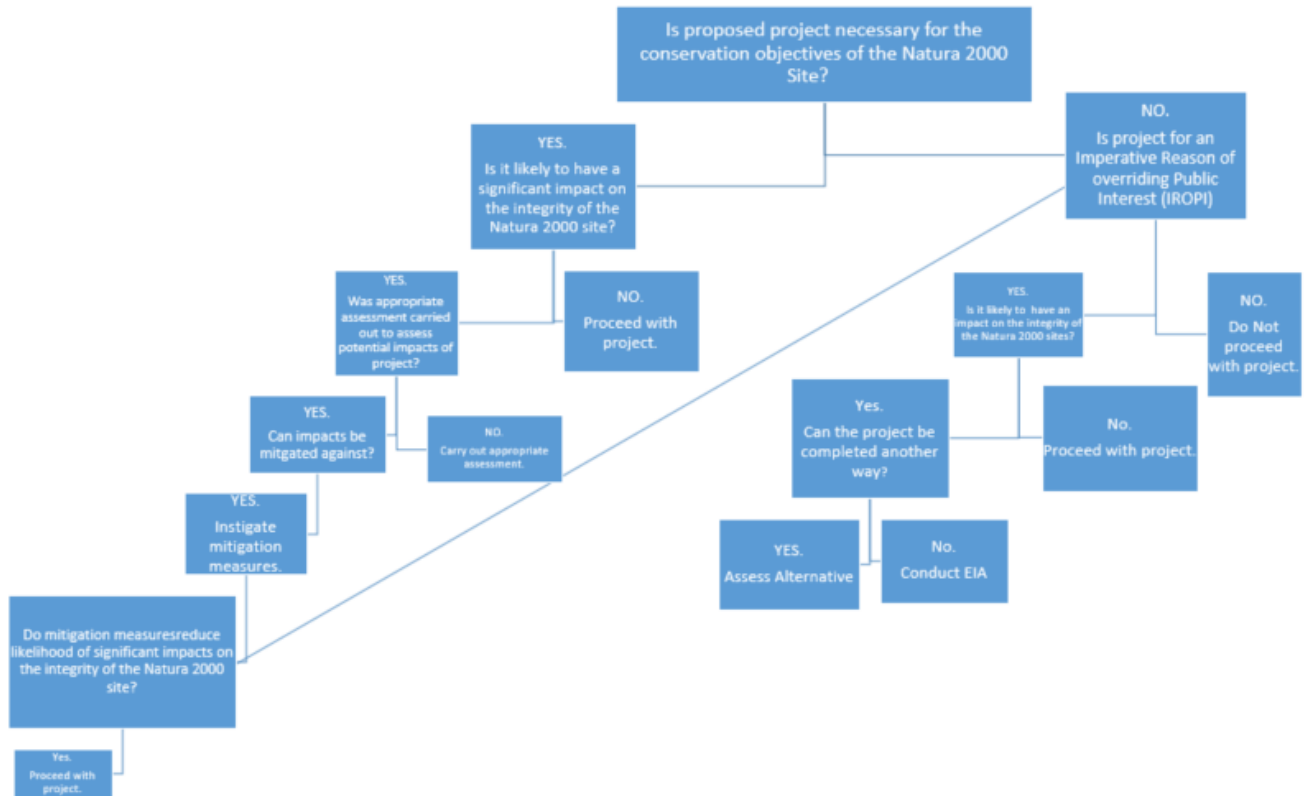 Is proposed project necessary for the
conservation objectives of the Natura 2000
Site?
YES.
Is it likely to have a
significant impact on
the integrity of the
Natura 2000 site?
NO.
Is project for an
Imperative Reason of
overriding Public
Interest (IROPI)
YES.
Was appropriate
assessment carried
out to assess
potential impacts of
project?
NO.
Proceed with
project.
YES.
Is it likely to  have an
impact on the integrity of
the Natura 2000 sites?
NO.
Do Not
proceed
with project.
YES.
Can impacts be
mitgated against?
NO.
Carry out appropriate
assessment.
Yes.
Can the project be
completed another
way?
No.
Proceed with project.
YES.
Instigate
mitigation
measures.
YES.
Assess Alternative
No.
Conduct EIA
Do mitigation measuresreduce
likelihood of significant impacts on
the integrity of the Natura 2000
site?
Yes.
Proceed with
project.